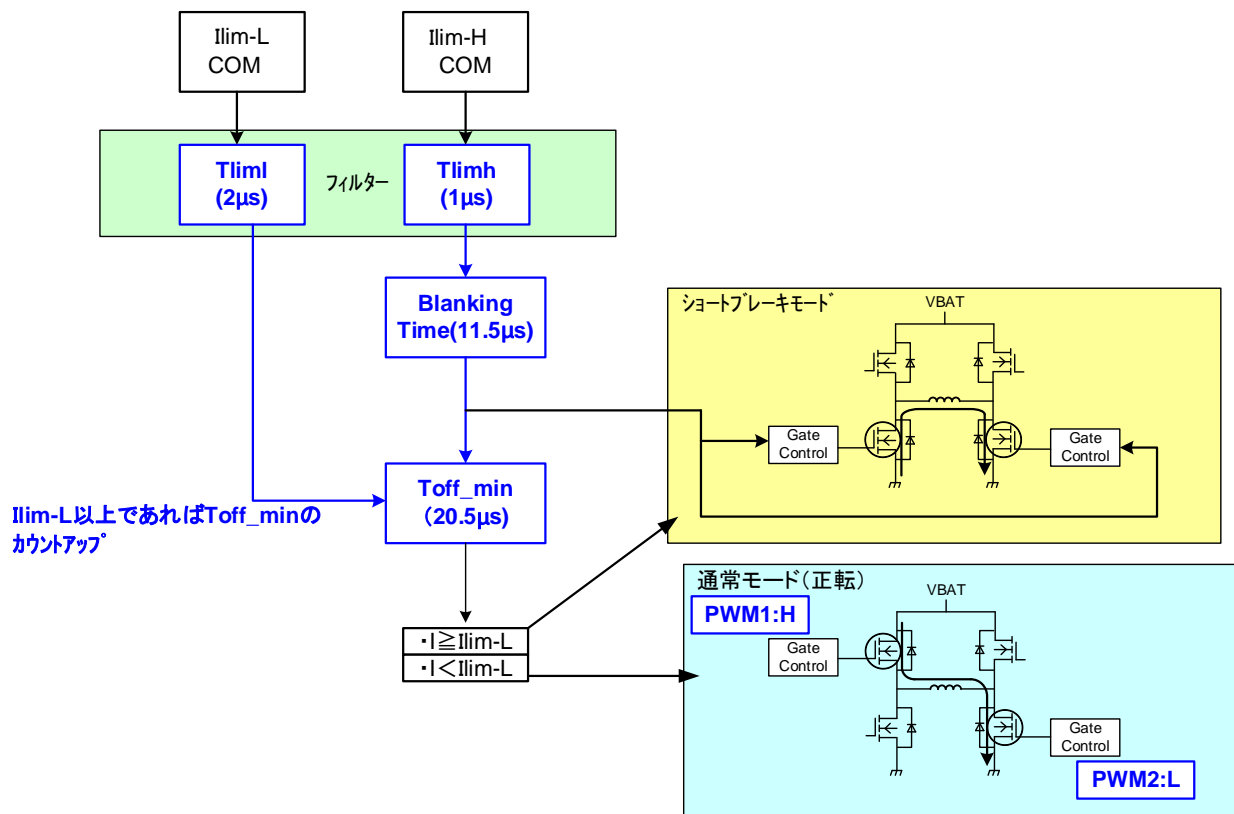 Ilim-L
COM
Ilim-H
COM
Tliml
(2µs)
フィルター
Tlimh
(1µs)
Blanking
Time(11.5µs)
ショートブレーキモード
VBAT
Gate
Control
Gate
Control
Toff_min
(20.5µs)
Ilim-L以上であればToff_minの
カウントアップ
・I≧Ilim-L
・I＜Ilim-L
通常モード(正転)
VBAT
PWM1:H
Gate
Control
Gate
Control
PWM2:L